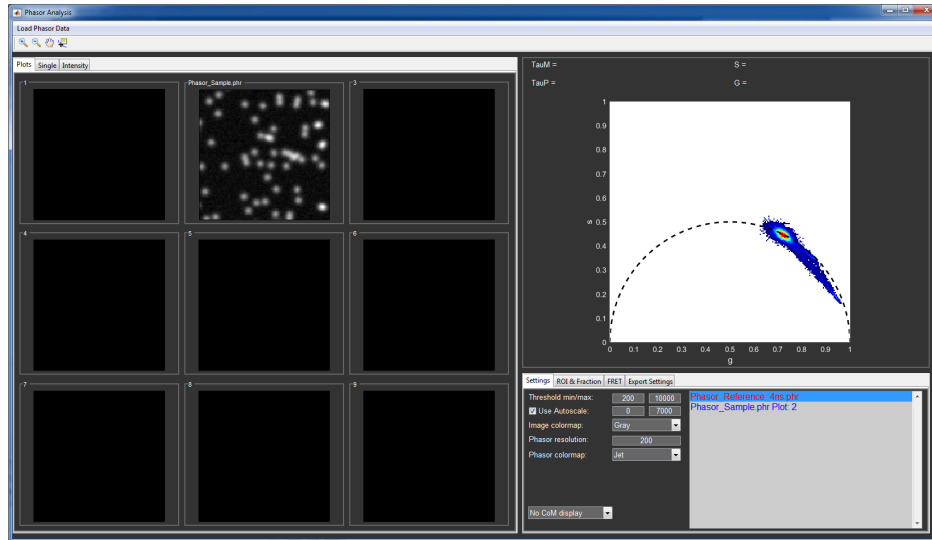 Phasor Analysis
Load Phasor Data
Plots Single Intensity
1
Phasor_Sample.phr
3
4
5
6
7
8
9
TauM = S =
TauP = G =
1
0.9
0.8
0.7
0.6
s 0.5
0.4
0.3
0.2
0.1
0
0 0.1 0.2 0.3 0.4 0.5 0.6 0.7 0.8 0.9 1
g
Settings ROI & Fraction FRET Export Settings
Threshold min/max: 200 10000
Use Autoscale: 0 7000
Image colormap: Gray
Phasor resolution: 200
Phasor colormap: Jet
No CoM display
Phasor_Reference_4ns.phr
Phasor_Sample.phr Plot: 2